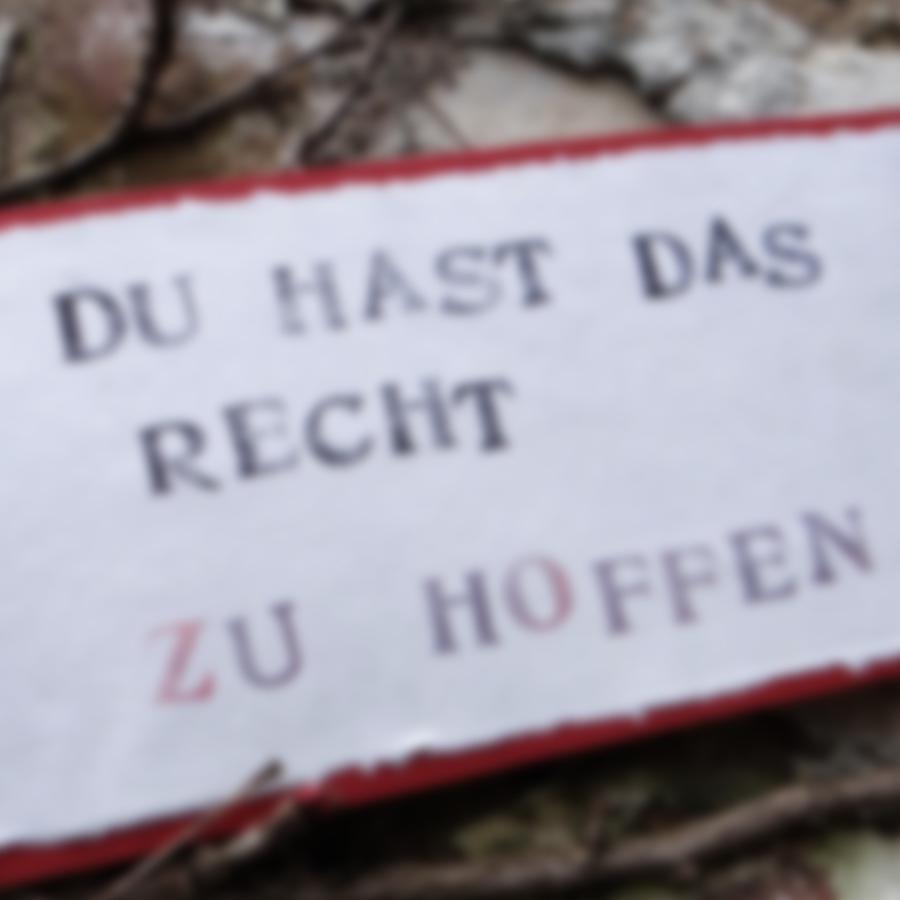 DU HAST DAS
RECHT
ZU HOFFEN